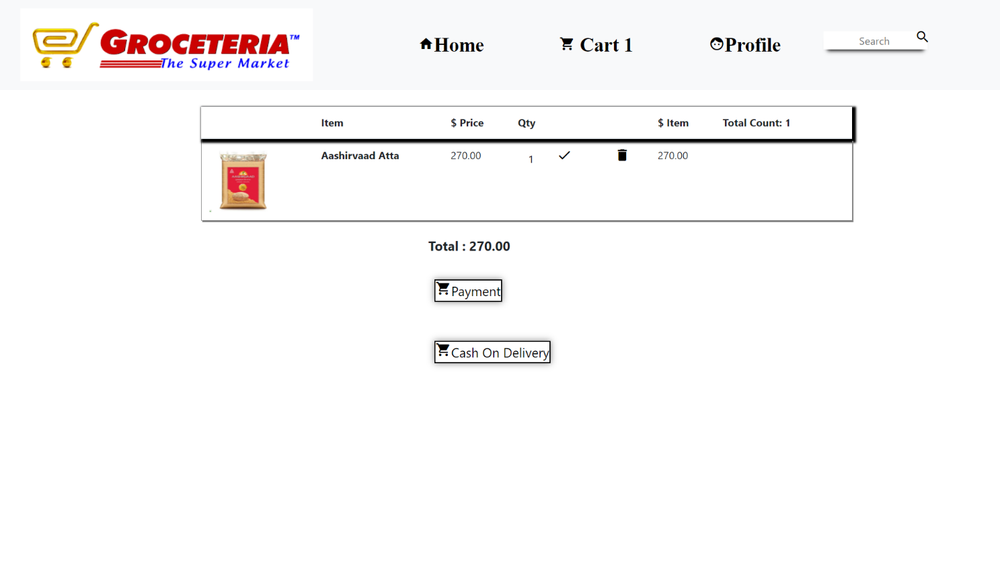 GROCETERIA™
The Super Market
Home
Cart 1
Profile
Search
Item $ Price Qty $ Item Total Count: 1
Aashirvaad Atta 270.00 1 270.00
AASHIRVAAD
Total : 270.00
Payment
Cash On Delivery